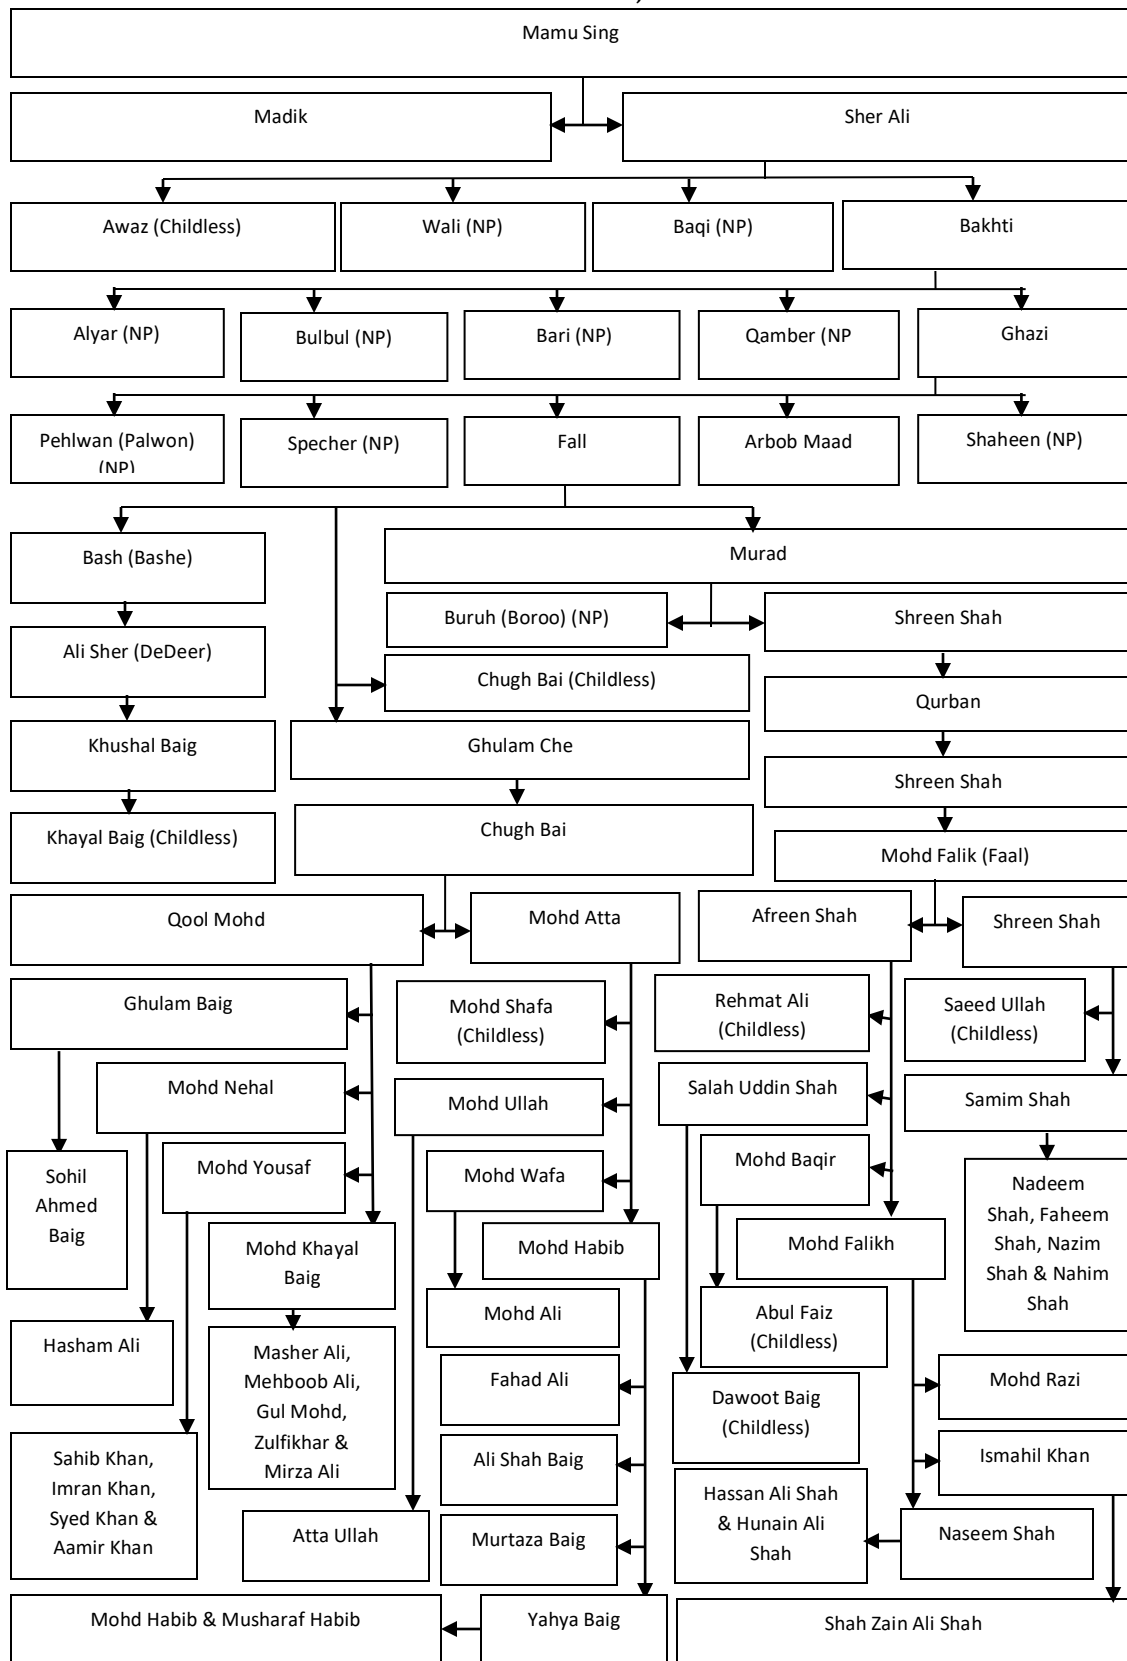 Mamu Sing
Madik
Sher Ali
Awaz (Childless)
Wali (NP)
Baqi (NP)
Bakhti
Alyar (NP)
Bulbul (NP)
Bari (NP)
Qamber (NP
Ghazi
Pehlwan (Palwon)
(NP)
Specher (NP)
Fall
Arbob Maad
Shaheen (NP)
Bash (Bashe)
Murad
Buruh (Boroo) (NP)
Shreen Shah
Ali Sher (DeDeer)
Chugh Bai (Childless)
Qurban
Khushal Baig
Ghulam Che
Shreen Shah
Khayal Baig (Childless)
Chugh Bai
Mohd Falik (Faal)
Qool Mohd
Mohd Atta
Afreen Shah
Shreen Shah
Ghulam Baig
Mohd Shafa
(Childless)
Rehmat Ali
(Childless)
Saeed Ullah
(Childless)
Mohd Nehal
Mohd Ullah
Salah Uddin Shah
Samim Shah
Sohil
Ahmed
Baig
Mohd Yousaf
Mohd Wafa
Mohd Baqir
Nadeem
Shah, Faheem
Shah, Nazim
Shah & Nahim
Shah
Mohd Khayal
Baig
Mohd Habib
Mohd Falikh
Hasham Ali
Mohd Ali
Abul Faiz
(Childless)
Masher Ali,
Mehboob Ali,
Gul Mohd,
Zulfikhar &
Mirza Ali
Fahad Ali
Dawoot Baig
(Childless)
Mohd Razi
Sahib Khan,
Imran Khan,
Syed Khan &
Aamir Khan
Ali Shah Baig
Ismahil Khan
Hassan Ali Shah
& Hunain Ali
Shah
Atta Ullah
Murtaza Baig
Naseem Shah
Mohd Habib & Musharaf Habib
Yahya Baig
Shah Zain Ali Shah